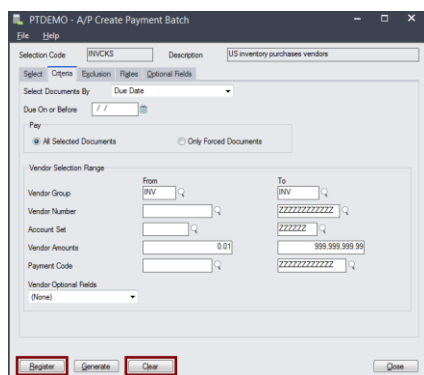 PTDEMO - A/P Create Payment Batch
File Help
Selection Code INVCKS Description US inventory purchases vendors
Select Criteria Exclusion Rates Optional Fields
Select Documents By Due Date
Due On or Before / /
Pay
All Selected Documents Only Forced Documents
Vendor Selection Range
From To
Vendor Group INV INV
Vendor Number ZZZZZZZZZZZZ
Account Set ZZZZZZ
Vendor Amounts 0.01 999,999,999.99
Payment Code ZZZZZZZZZZZZ
Vendor Optional Fields
(None)
Register Generate Clear Close